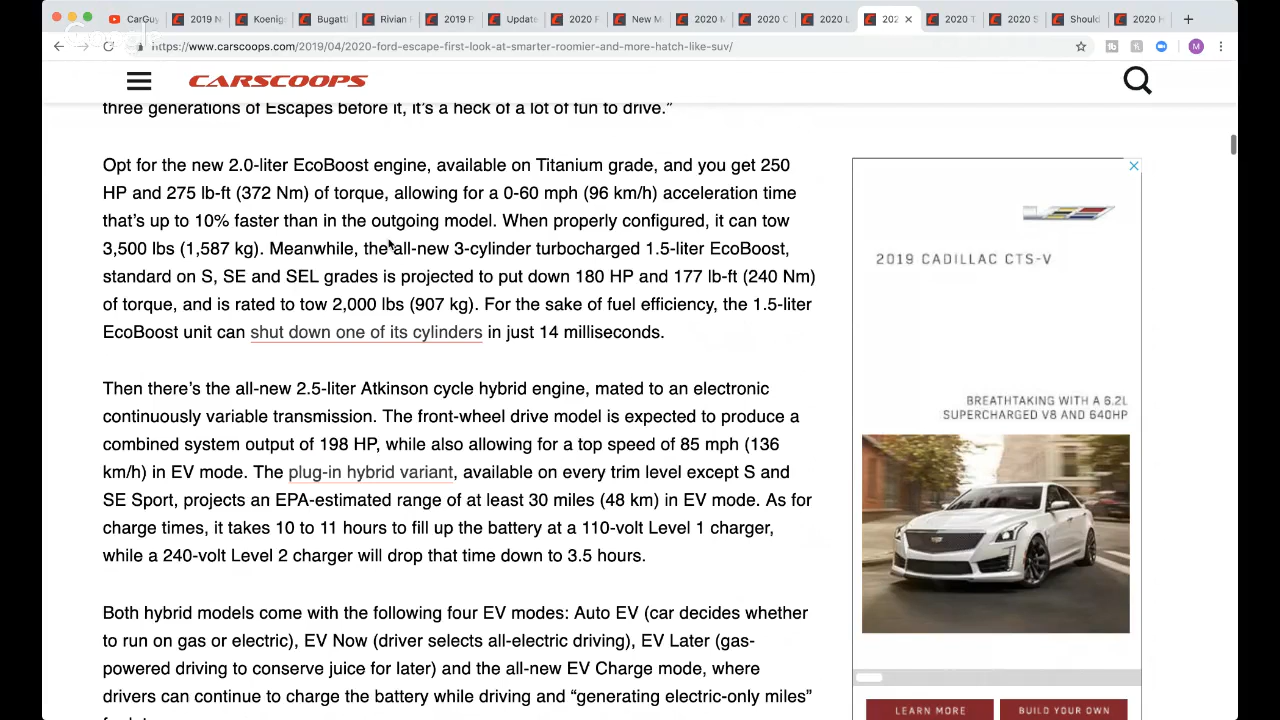 CarGuy
2019 N
Koenig
Bugatti
Rivian F
2019 P
Update
2020 F
New M
2020 M
2020 C
2020 L
202
2020 T
2020 S
Should
2020 H
Google
https://www.carscoops.com/2019/04/2020-ford-escape-first-look-at-smarter-roomier-and-more-hatch-like-suv/
M
CARSCOOPS
three generations of Escapes before it, it's a heck of a lot of fun to drive."
Opt for the new 2.0-liter EcoBoost engine, available on Titanium grade, and you get 250
HP and 275 lb-ft (372 Nm) of torque, allowing for a 0-60 mph (96 km/h) acceleration time
that's up to 10% faster than in the outgoing model. When properly configured, it can tow
3,500 lbs (1,587 kg). Meanwhile, the all-new 3-cylinder turbocharged 1.5-liter EcoBoost,
standard on S, SE and SEL grades is projected to put down 180 HP and 177 lb-ft (240 Nm)
of torque, and is rated to tow 2,000 lbs (907 kg). For the sake of fuel efficiency, the 1.5-liter
EcoBoost unit can shut down one of its cylinders in just 14 milliseconds.
Then there's the all-new 2.5-liter Atkinson cycle hybrid engine, mated to an electronic
continuously variable transmission. The front-wheel drive model is expected to produce a
combined system output of 198 HP, while also allowing for a top speed of 85 mph (136
km/h) in EV mode. The plug-in hybrid variant, available on every trim level except S and
SE Sport, projects an EPA-estimated range of at least 30 miles (48 km) in EV mode. As for
charge times, it takes 10 to 11 hours to fill up the battery at a 110-volt Level 1 charger,
while a 240-volt Level 2 charger will drop that time down to 3.5 hours.
Both hybrid models come with the following four EV modes: Auto EV (car decides whether
to run on gas or electric), EV Now (driver selects all-electric driving), EV Later (gas-
powered driving to conserve juice for later) and the all-new EV Charge mode, where
drivers can continue to charge the battery while driving and "generating electric-only miles"
2019 CADILLAC CTS-V
BREATHTAKING WITH A 6.2L
SUPERCHARGED V8 AND 640HP
LEARN MORE
BUILD YOUR OWN